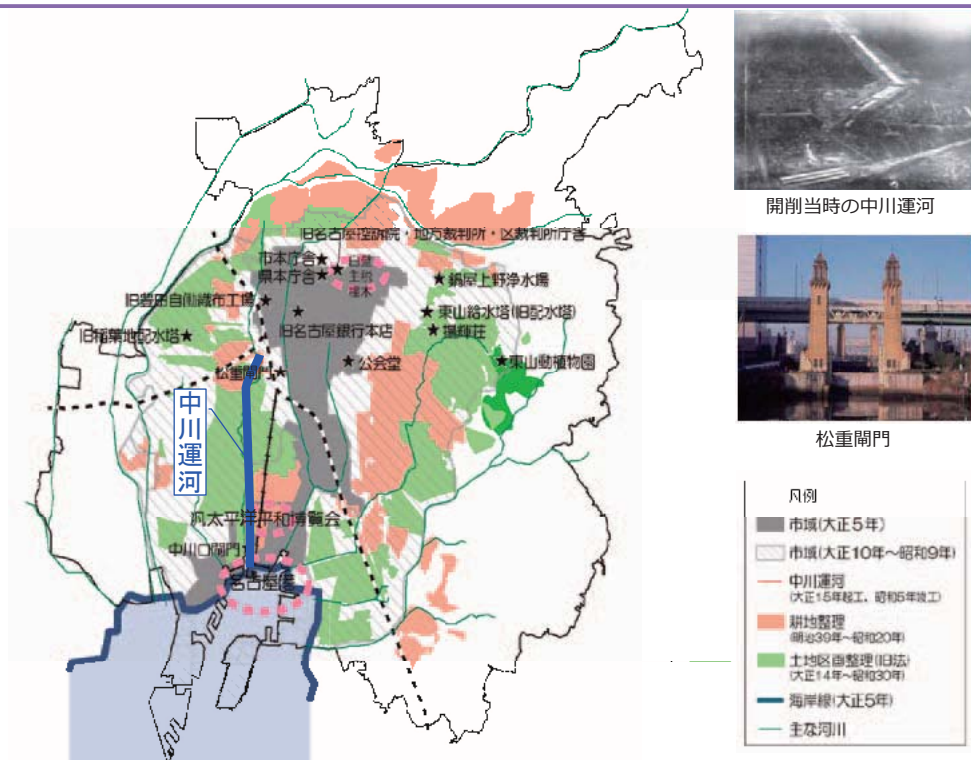 開削当時の中川運河
旧名古屋控訴院・地方裁判所・区裁判所庁舎
市本庁舎★
県本庁舎★
★鍋屋上野浄水場
旧豊田自動織布工場
★東山給水塔(旧配水塔)
旧稲葉地配水塔★
旧名古屋銀行本店
★揚輝荘
★公会堂
★東山動植物園
松重閘門★
松重閘門
中川運河
汎太平洋平和博覧会
中川口閘門★
名古屋港
凡例
市域(大正5年)
市域(大正10年～昭和9年)
中川運河
(大正15年起工、昭和5年竣工)
耕地整理
(明治39年～昭和20年)
土地区画整理(旧法)
(大正14年～昭和30年)
海岸線(大正5年)
主な河川